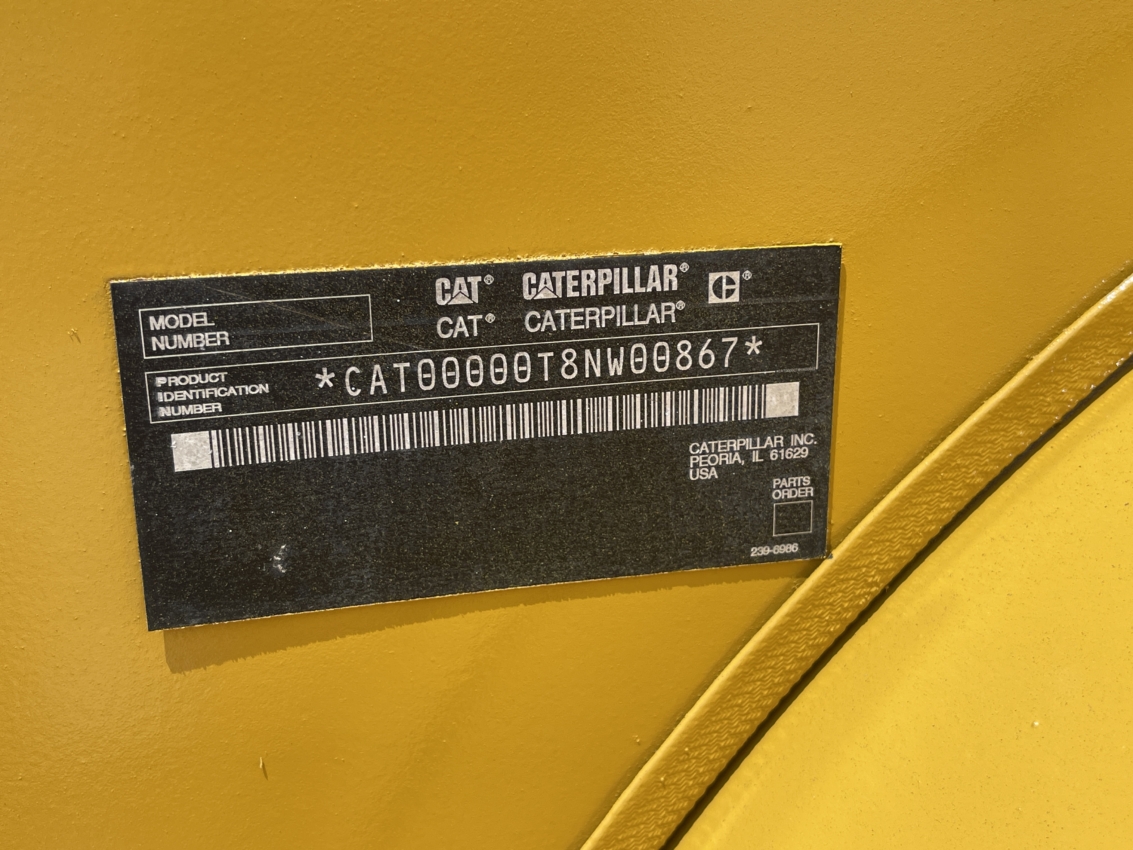 CAT® CATERPILLAR® C®
CAT® CATERPILLAR®
MODEL
NUMBER
PRODUCT
IDENTIFICATION
NUMBER
*CAT00000T8NW00867*
CATERPILLAR INC.
PEORIA, IL 61629
USA
PARTS
ORDER
239-6986